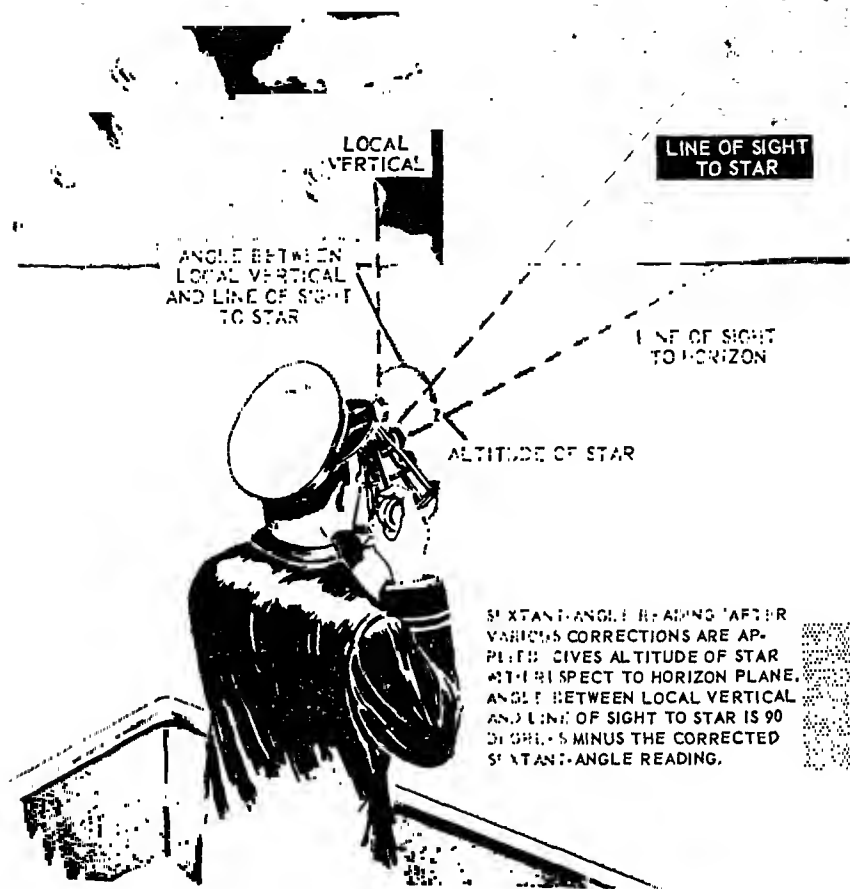 LOCAL
VERTICAL
LINE OF SIGHT
TO STAR
ANGLE BETWEEN
LOCAL VERTICAL
AND LINE OF SIGHT
TO STAR
LINE OF SIGHT
TO HORIZON
2
ALTITUDE OF STAR
SEXTANT-ANGLE READING (AFTER
VARIOUS CORRECTIONS ARE AP-
PLIED) GIVES ALTITUDE OF STAR
WITH RESPECT TO HORIZON PLANE.
ANGLE BETWEEN LOCAL VERTICAL
AND LINE OF SIGHT TO STAR IS 90
DEGREES MINUS THE CORRECTED
SEXTANT-ANGLE READING.